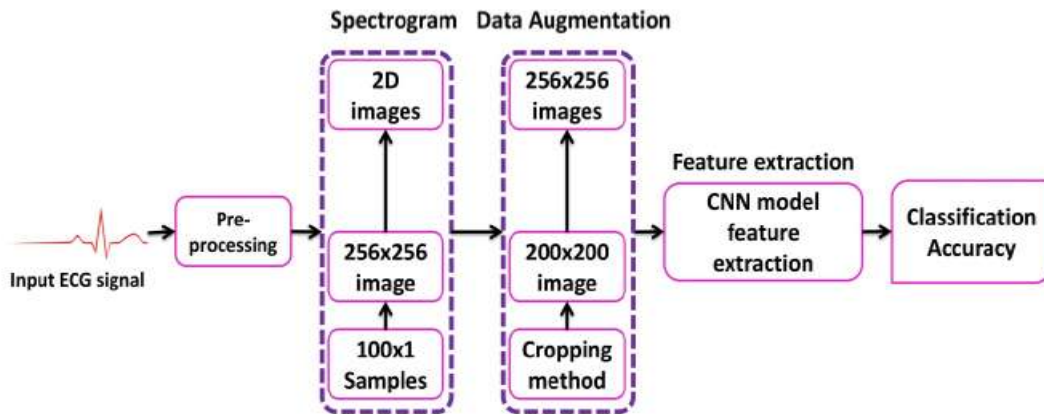 Spectrogram
Data Augmentation
2D
images
256x256
images
Feature extraction
Pre-
processing
256x256
image
200x200
image
CNN model
feature
extraction
Classification
Accuracy
Input ECG signal
100x1
Samples
Cropping
method